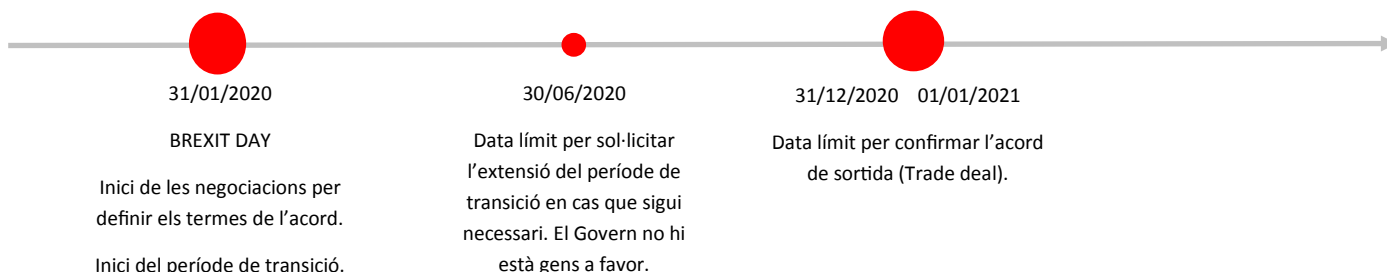 31/01/2020
BREXIT DAY
Inici de les negociacions per
definir els termes de l’acord.
Inici del període de transició.
30/06/2020
Data límit per sol·licitar
l’extensió del període de
transició en cas que sigui
necessari. El Govern no hi
està gens a favor.
31/12/2020 01/01/2021
Data límit per confirmar l’acord
de sortida (Trade deal).